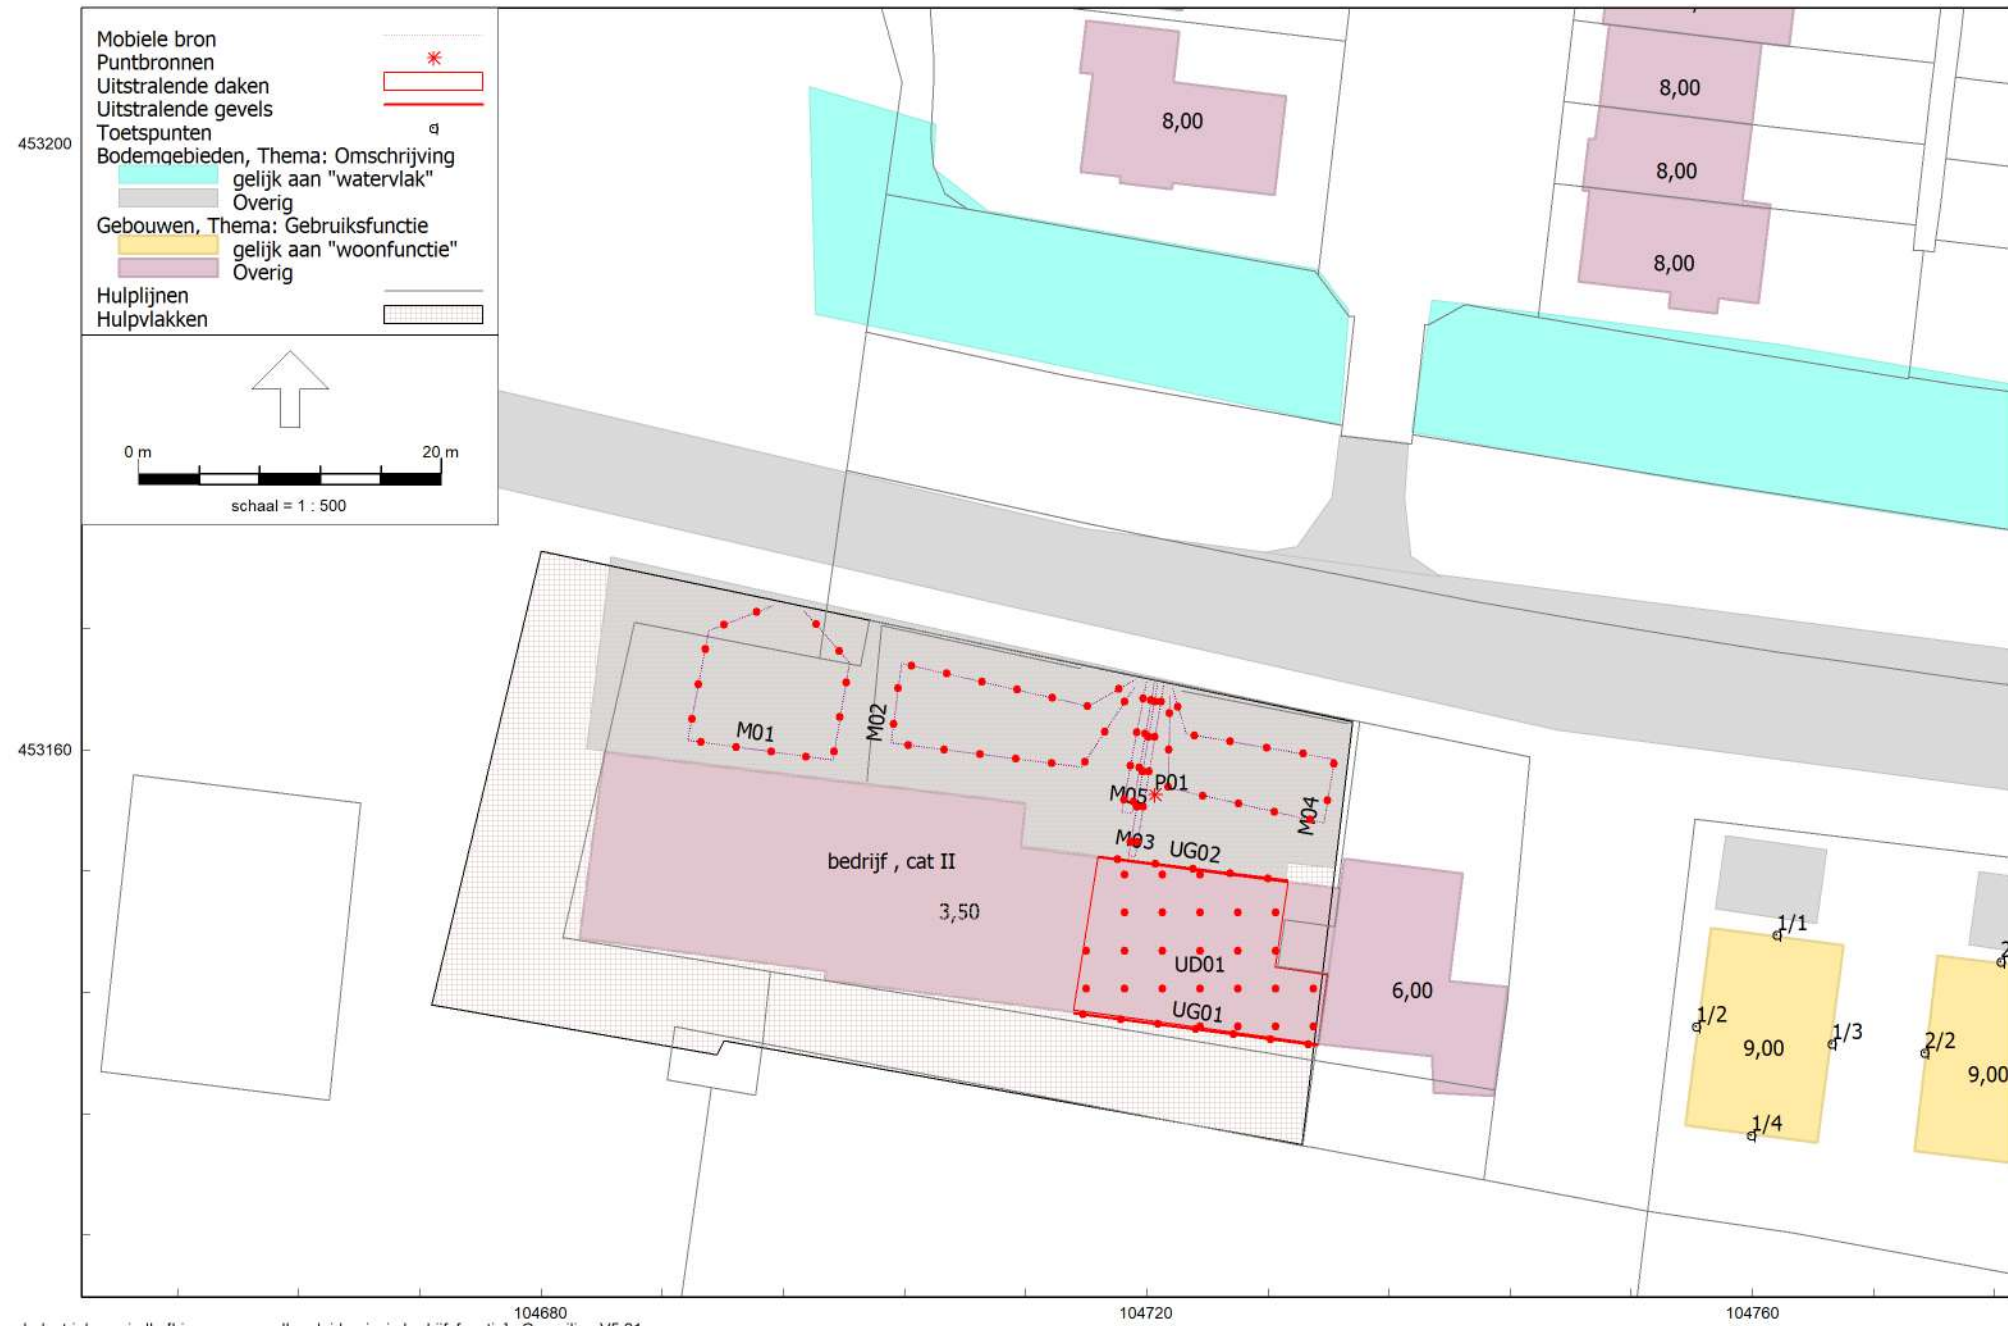 Mobiele bron
Puntbronnen
Uitstralende daken
Uitstralende gevels
Toetspunten
Bodemgebieden, Thema: Omschrijving
gelijk aan "watervlak"
Overig
Gebouwen, Thema: Gebruiksfunctie
gelijk aan "woonfunctie"
Overig
Hulplijnen
Hulpvlakken
0 m 20 m
schaal = 1 : 500
453200
453160
8,00
8,00
8,00
8,00
M01
M02
M05
P01
M04
M03
UG02
bedrijf , cat II
3,50
UD01
UG01
6,00
1/1
1/2
1/3
9,00
1/4
2/2
9,00
104680 104720 104760